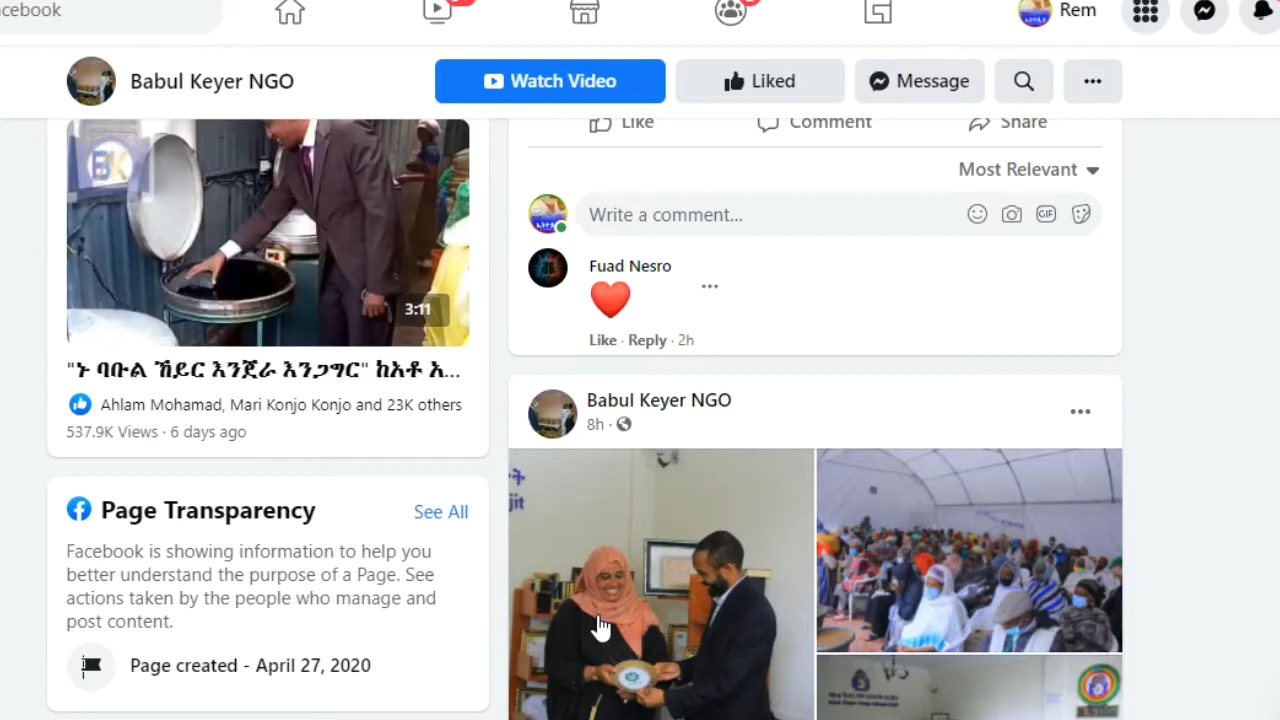 cebook
Rem
Babul Keyer NGO
Watch Video
Liked
Message
3:11
"ኑ ባቡል ኸይር እንጀራ እንጋግር" ከአቶ አ...
Ahlam Mohamad, Mari Konjo Konjo and 23K others
537.9K Views · 6 days ago
Page Transparency
See All
Facebook is showing information to help you
better understand the purpose of a Page. See
actions taken by the people who manage and
post content.
Page created - April 27, 2020
Like
Comment
Share
Most Relevant
Write a comment...
GIF
Fuad Nesro
Like · Reply · 2h
Babul Keyer NGO
8h ·
jit